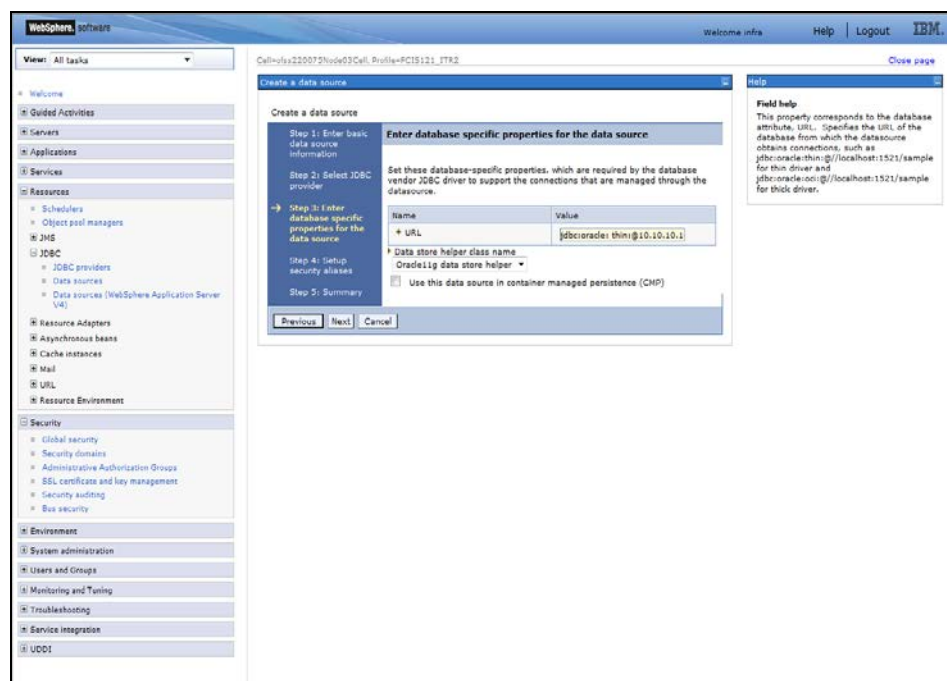 WebSphere. software
Welcome infra
Help | Logout
IBM.
View: All tasks
Cell=ofss220075Node03Cell, Profile=FCIS121_ITR2
Close page
Welcome
Guided Activities
Servers
Applications
Services
Resources
Schedulers
Object pool managers
JMS
JDBC
JDBC providers
Data sources
Data sources (WebSphere Application Server
V4)
Resource Adapters
Asynchronous beans
Cache instances
Mail
URL
Resource Environment
Security
Global security
Security domains
Administrative Authorization Groups
SSL certificate and key management
Security auditing
Bus security
Environment
System administration
Users and Groups
Monitoring and Tuning
Troubleshooting
Service integration
UDDI
Create a data source
Create a data source
Step 1: Enter basic
data source
information
Step 2: Select JDBC
provider
Step 3: Enter
database specific
properties for the
data source
Step 4: Setup
security aliases
Step 5: Summary
Enter database specific properties for the data source
Set these database-specific properties, which are required by the database
vendor JDBC driver to support the connections that are managed through the
datasource.
Name Value
+ URL jdbc:oracle: thin:@10.10.10.1
Data store helper class name
Oracle11g data store helper
Use this data source in container managed persistence (CMP)
Previous Next Cancel
Help
Field help
This property corresponds to the database
attribute, URL. Specifies the URL of the
database from which the datasource
obtains connections, such as
jdbc:oracle:thin:@//localhost:1521/sample
for thin driver and
jdbc:oracle:oci:@//localhost:1521/sample
for thick driver.